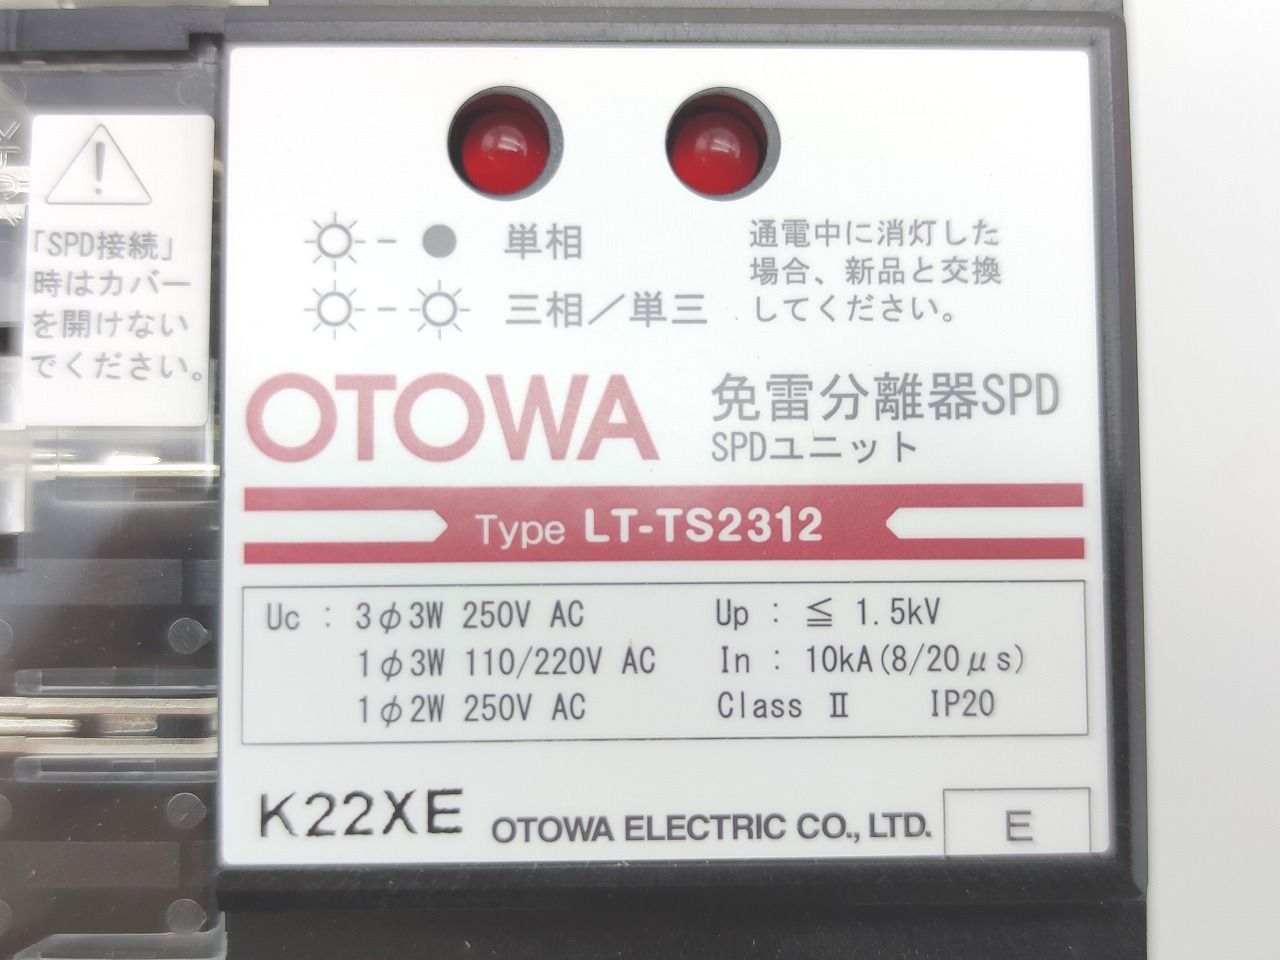 「SPD接続」
時はカバー
を開けない
でください。
単相
三相／単三
通電中に消灯した
場合、新品と交換
してください。
OTOWA
免雷分離器SPD
SPDユニット
Type LT-TS2312
Uc : 3φ3W 250V AC
1φ3W 110/220V AC
1φ2W 250V AC
Up : ≦ 1.5kV
In : 10kA(8/20μs)
Class Ⅱ IP20
K22XE
OTOWA ELECTRIC CO., LTD.
E